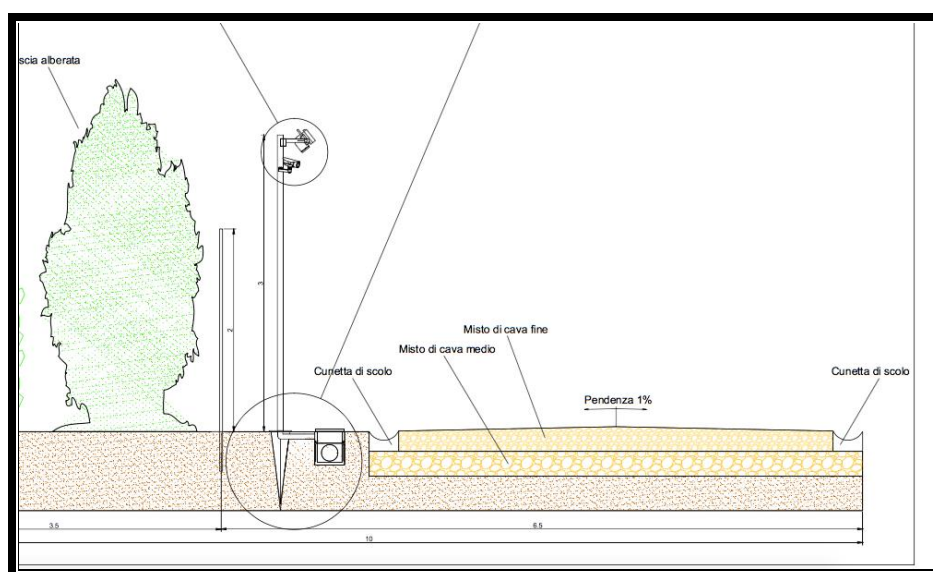 scia alberata
3
2
Misto di cava fine
Misto di cava medio
Cunetta di scolo
Cunetta di scolo
Pendenza 1%
3.5
6.5
10